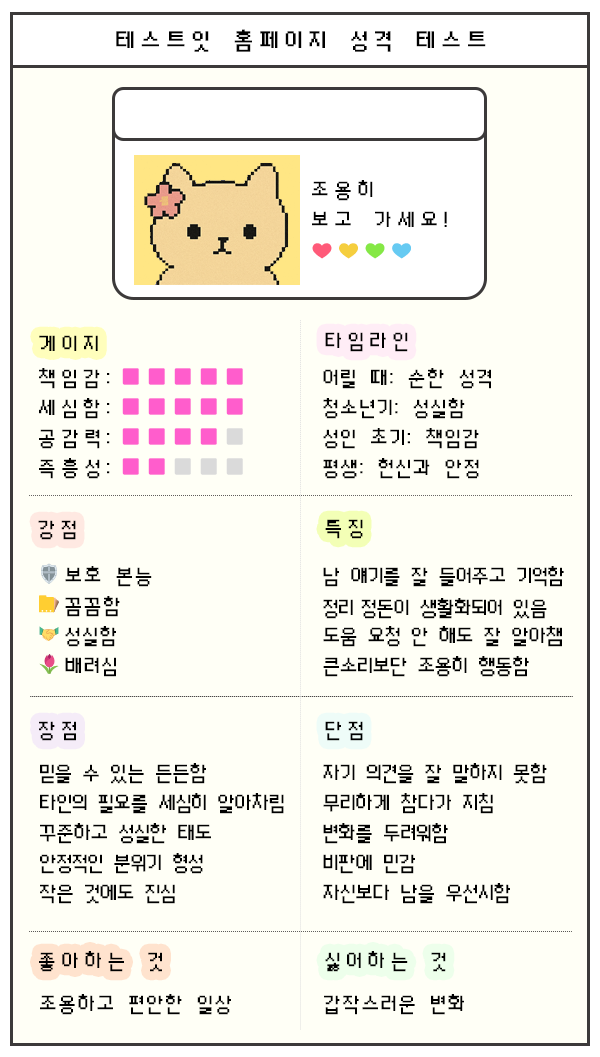 테스트잇 홈페이지 성격 테스트
조용히
보고 가세요!
게이지
책임감:
세심함:
공감력:
즉흥성:
타임라인
어릴 때: 순한 성격
청소년기: 성실함
성인 초기: 책임감
평생: 헌신과 안정
강점
보호 본능
꼼꼼함
성실함
배려심
특징
남 얘기를 잘 들어주고 기억함
정리정돈이 생활화되어 있음
도움 요청 안 해도 잘 알아챔
큰소리보단 조용히 행동함
장점
믿을 수 있는 든든함
타인의 필요를 세심히 알아차림
꾸준하고 성실한 태도
안정적인 분위기 형성
작은 것에도 진심
단점
자기 의견을 잘 말하지 못함
무리하게 참다가 지침
변화를 두려워함
비판에 민감
자신보다 남을 우선시함
좋아하는 것
조용하고 편안한 일상
싫어하는 것
갑작스러운 변화